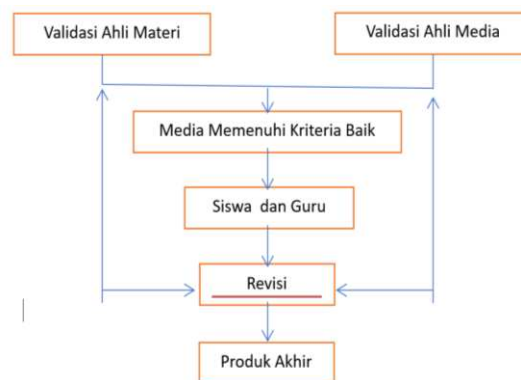 Validasi Ahli Materi
Validasi Ahli Media
Media Memenuhi Kriteria Baik
Siswa dan Guru
Revisi
Produk Akhir